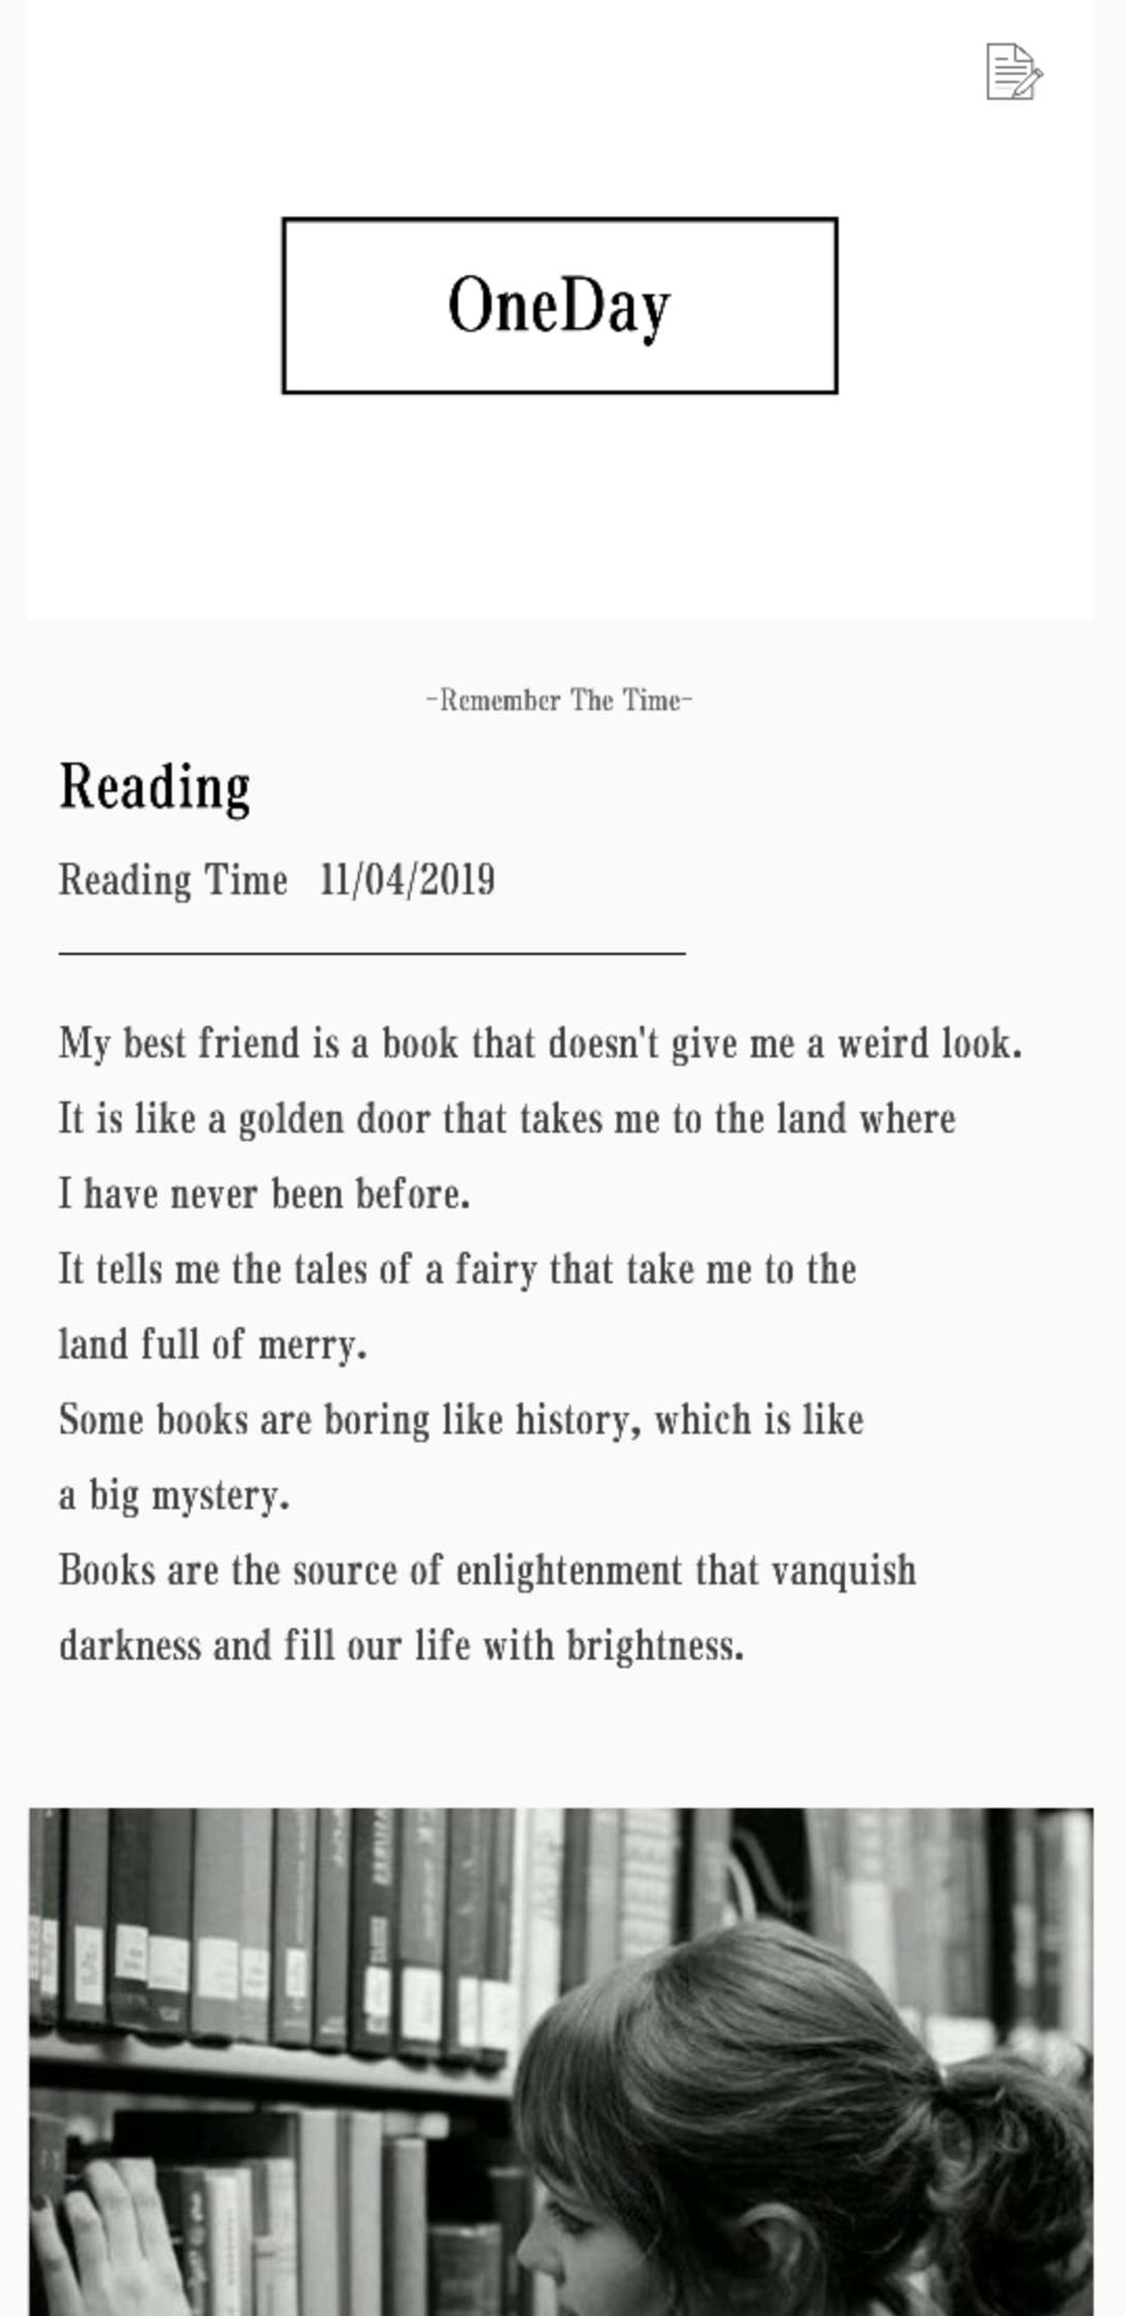 OneDay
-Remember The Time-
Reading
Reading Time 11/04/2019
My best friend is a book that doesn't give me a weird look.
It is like a golden door that takes me to the land where
I have never been before.
It tells me the tales of a fairy that take me to the
land full of merry.
Some books are boring like history, which is like
a big mystery.
Books are the source of enlightenment that vanquish
darkness and fill our life with brightness.